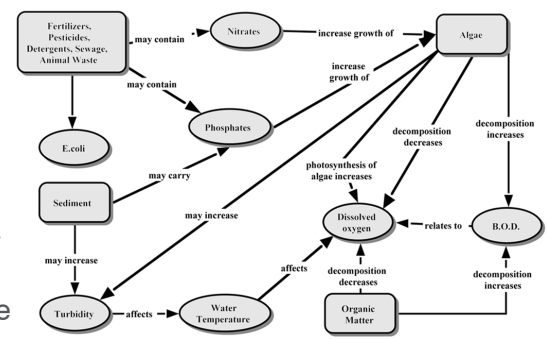 Fertilizers,
Pesticides,
Detergents, Sewage,
Animal Waste
may contain
Nitrates
increase growth of
Algae
may contain
increase
growth of
E.coli
Phosphates
decomposition
decreases
decomposition
increases
photosynthesis of
algae increases
may carry
Sediment
may increase
Dissolved
oxygen
relates to
B.O.D.
may increase
affects
decomposition
decreases
decomposition
increases
Turbidity
affects
Water
Temperature
Organic
Matter
e